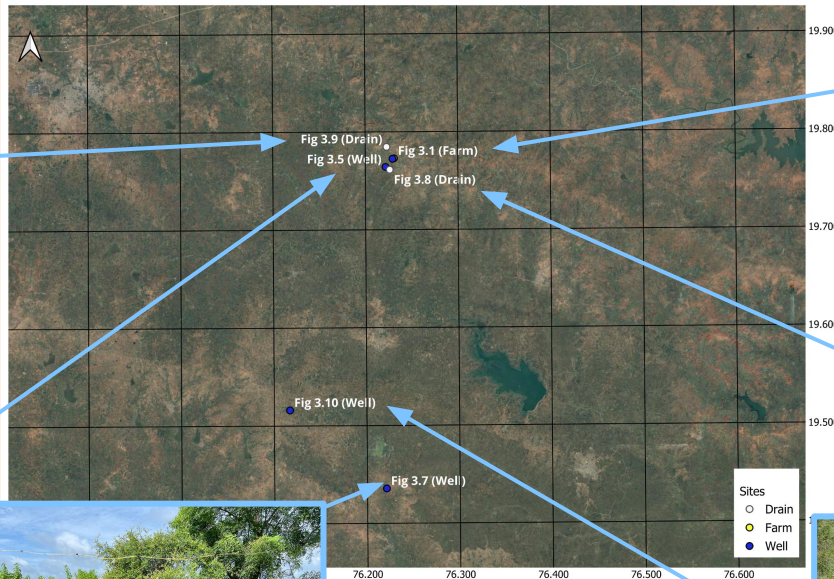 19.900
19.800
Fig 3.9 (Drain)
Fig 3.1 (Farm)
Fig 3.5 (Well)
Fig 3.8 (Drain)
19.700
19.600
Fig 3.10 (Well)
19.500
Fig 3.7 (Well)
Sites
Drain
Farm
Well
76.200 76.300 76.400 76.500 76.600